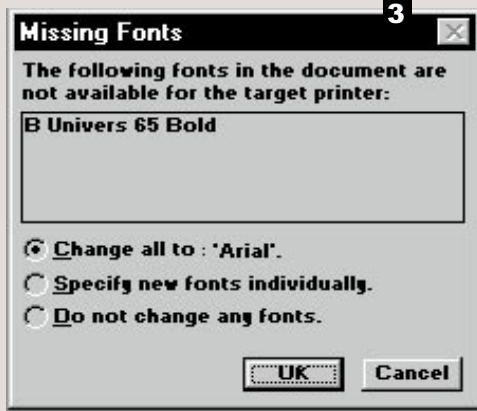 3
Missing Fonts
The following fonts in the document are
not available for the target printer:
B Univers 65 Bold
Change all to : 'Arial'.
Specify new fonts individually.
Do not change any fonts.
UK Cancel